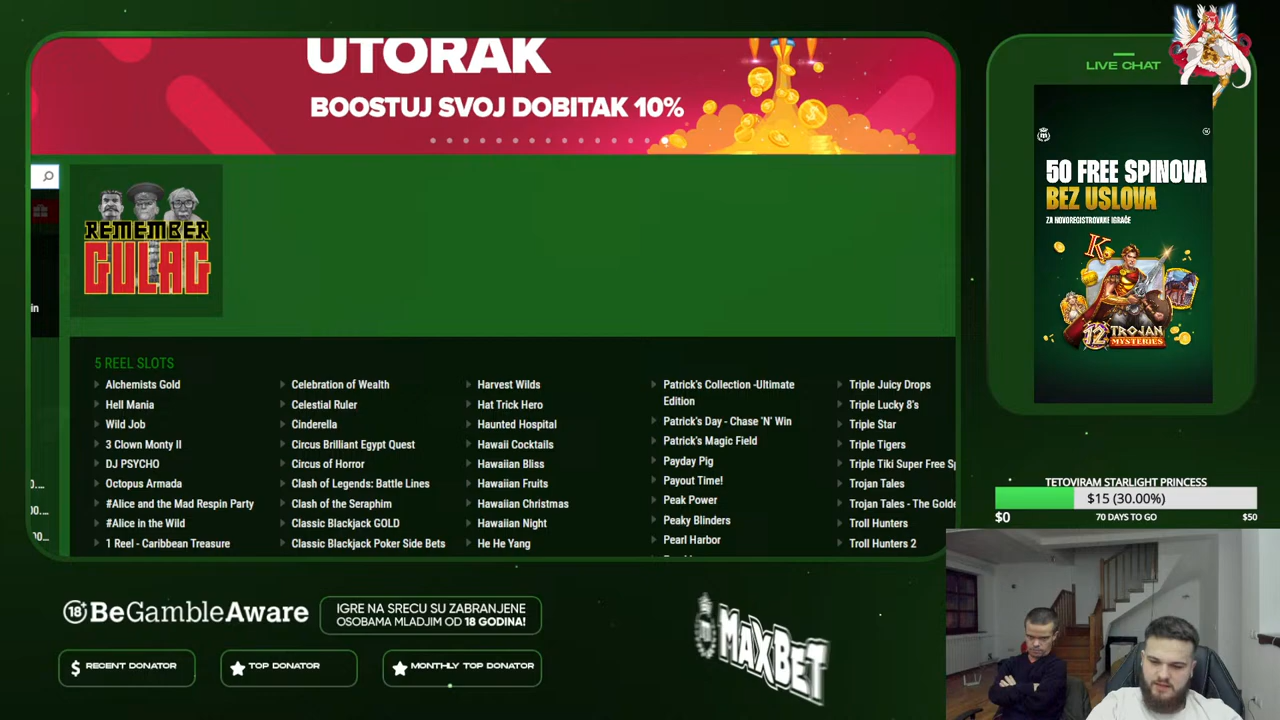 UTORAK
BOOSTUJ SVOJ DOBITAK 10%
REMEMBER
GULAG
in
5 REEL SLOTS
Alchemists Gold
Hell Mania
Wild Job
3 Clown Monty II
DJ PSYCHO
Octopus Armada
#Alice and the Mad Respin Party
#Alice in the Wild
1 Reel - Caribbean Treasure
Celebration of Wealth
Celestial Ruler
Cinderella
Circus Brilliant Egypt Quest
Circus of Horror
Clash of Legends: Battle Lines
Clash of the Seraphim
Classic Blackjack GOLD
Classic Blackjack Poker Side Bets
Harvest Wilds
Hat Trick Hero
Haunted Hospital
Hawaii Cocktails
Hawaiian Bliss
Hawaiian Fruits
Hawaiian Christmas
Hawaiian Night
He He Yang
Patrick's Collection -Ultimate
Edition
Patrick's Day - Chase 'N' Win
Patrick's Magic Field
Payday Pig
Payout Time!
Peak Power
Peaky Blinders
Pearl Harbor
Triple Juicy Drops
Triple Lucky 8's
Triple Star
Triple Tigers
Triple Tiki Super Free Sp
Trojan Tales
Trojan Tales - The Golde
Troll Hunters
Troll Hunters 2
0....
00...
00...
LIVE CHAT
50 FREE SPINOVA
BEZ USLOVA
ZA NOVOREGISTROVANE IGRAČE
K
12 TROJAN
MYSTERIES
TETOVIRAM STARLIGHT PRINCESS
$15 (30.00%)
$0
70 DAYS TO GO
$50
18+ BeGambleAware
IGRE NA SRECU SU ZABRANJENE
OSOBAMA MLADJIM OD 18 GODINA!
$ RECENT DONATOR
TOP DONATOR
MONTHLY TOP DONATOR
m MAXBET